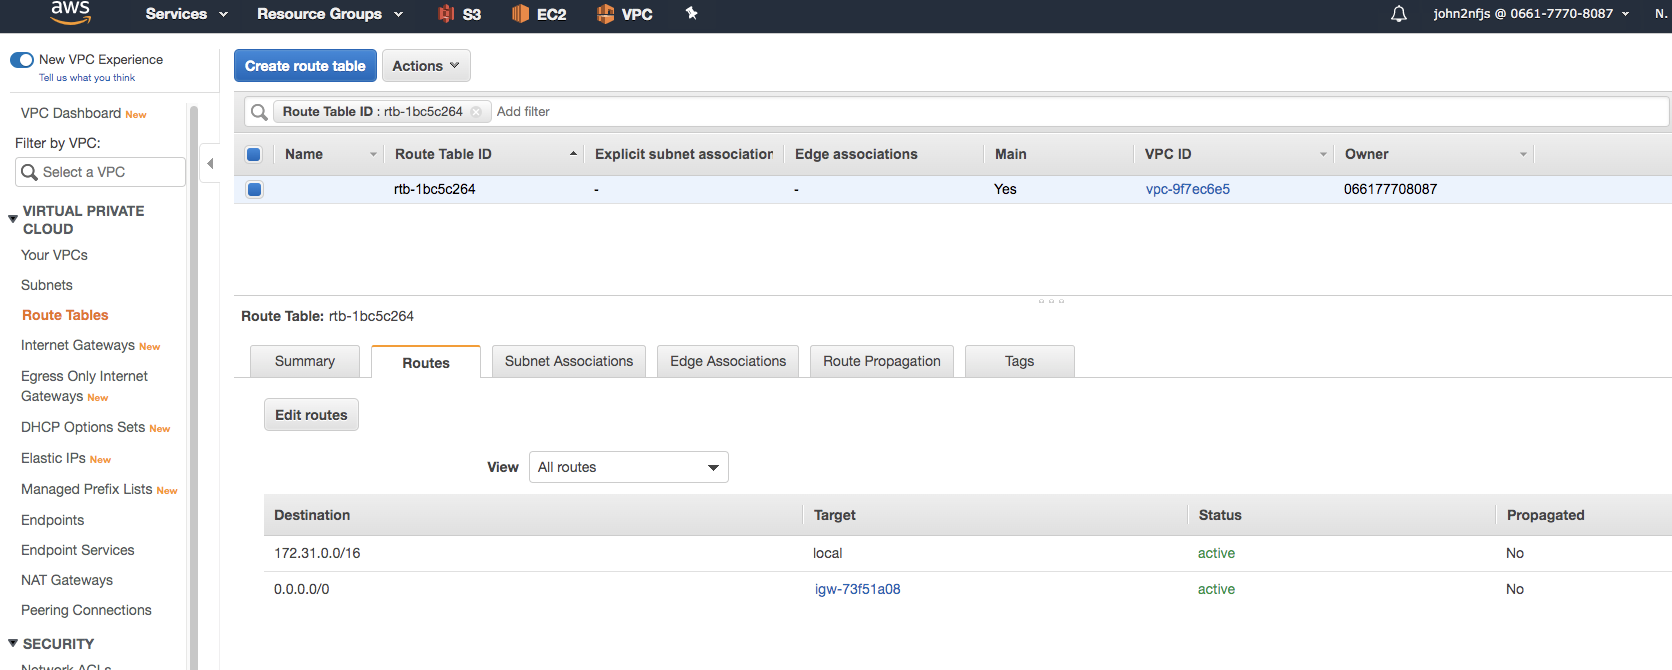 aws
Services
Resource Groups
S3
EC2
VPC
john2nfjs @ 0661-7770-8087
N.
New VPC Experience
Tell us what you think
VPC Dashboard New
Filter by VPC:
Select a VPC
VIRTUAL PRIVATE
CLOUD
Your VPCs
Subnets
Route Tables
Internet Gateways New
Egress Only Internet
Gateways New
DHCP Options Sets New
Elastic IPs New
Managed Prefix Lists New
Endpoints
Endpoint Services
NAT Gateways
Peering Connections
SECURITY
Network ACLs
Create route table
Actions
Route Table ID : rtb-1bc5c264
Add filter
Name Route Table ID Explicit subnet association Edge associations Main VPC ID Owner
rtb-1bc5c264 - - Yes vpc-9f7ec6e5 066177708087
Route Table: rtb-1bc5c264
Summary Routes Subnet Associations Edge Associations Route Propagation Tags
Edit routes
View All routes
Destination Target Status Propagated
172.31.0.0/16 local active No
0.0.0.0/0 igw-73f51a08 active No